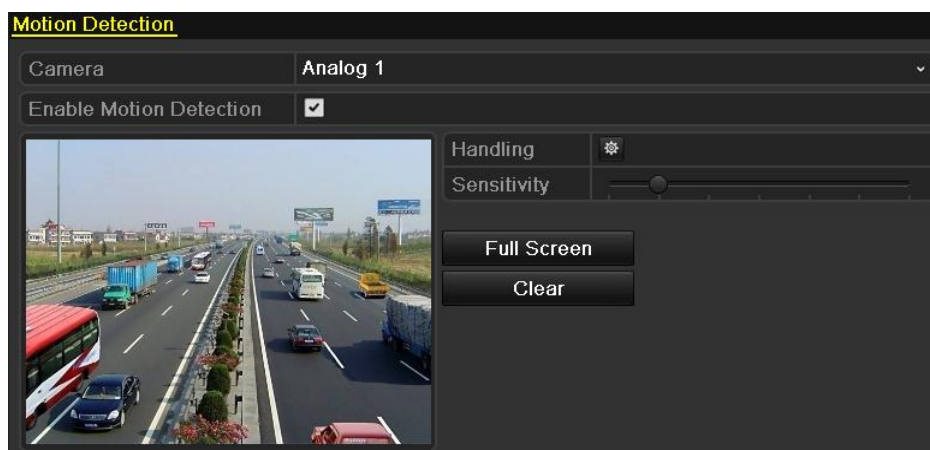 Motion Detection
Camera
Analog 1
Enable Motion Detection
Handling
Sensitivity
Full Screen
Clear